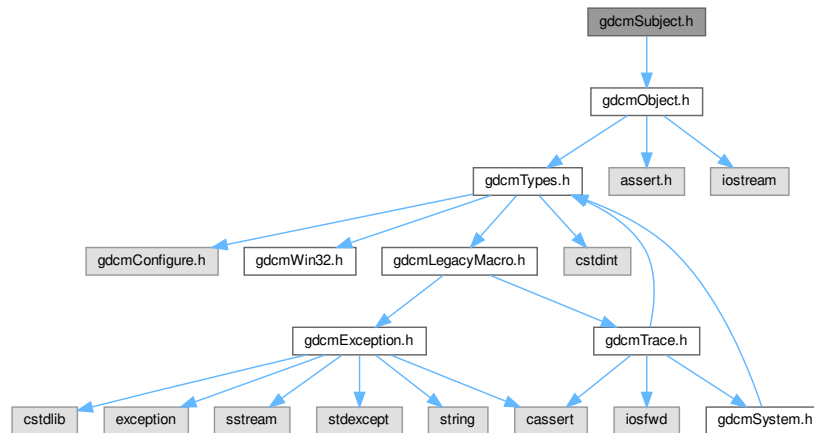 gdcmSubject.h
gdcmObject.h
gdcmTypes.h
assert.h
iostream
gdcmConfigure.h
gdcmWin32.h
gdcmLegacyMacro.h
cstdint
gdcmException.h
gdcmTrace.h
cstdlib
exception
sstream
stdexcept
string
cassert
iosfwd
gdcmSystem.h